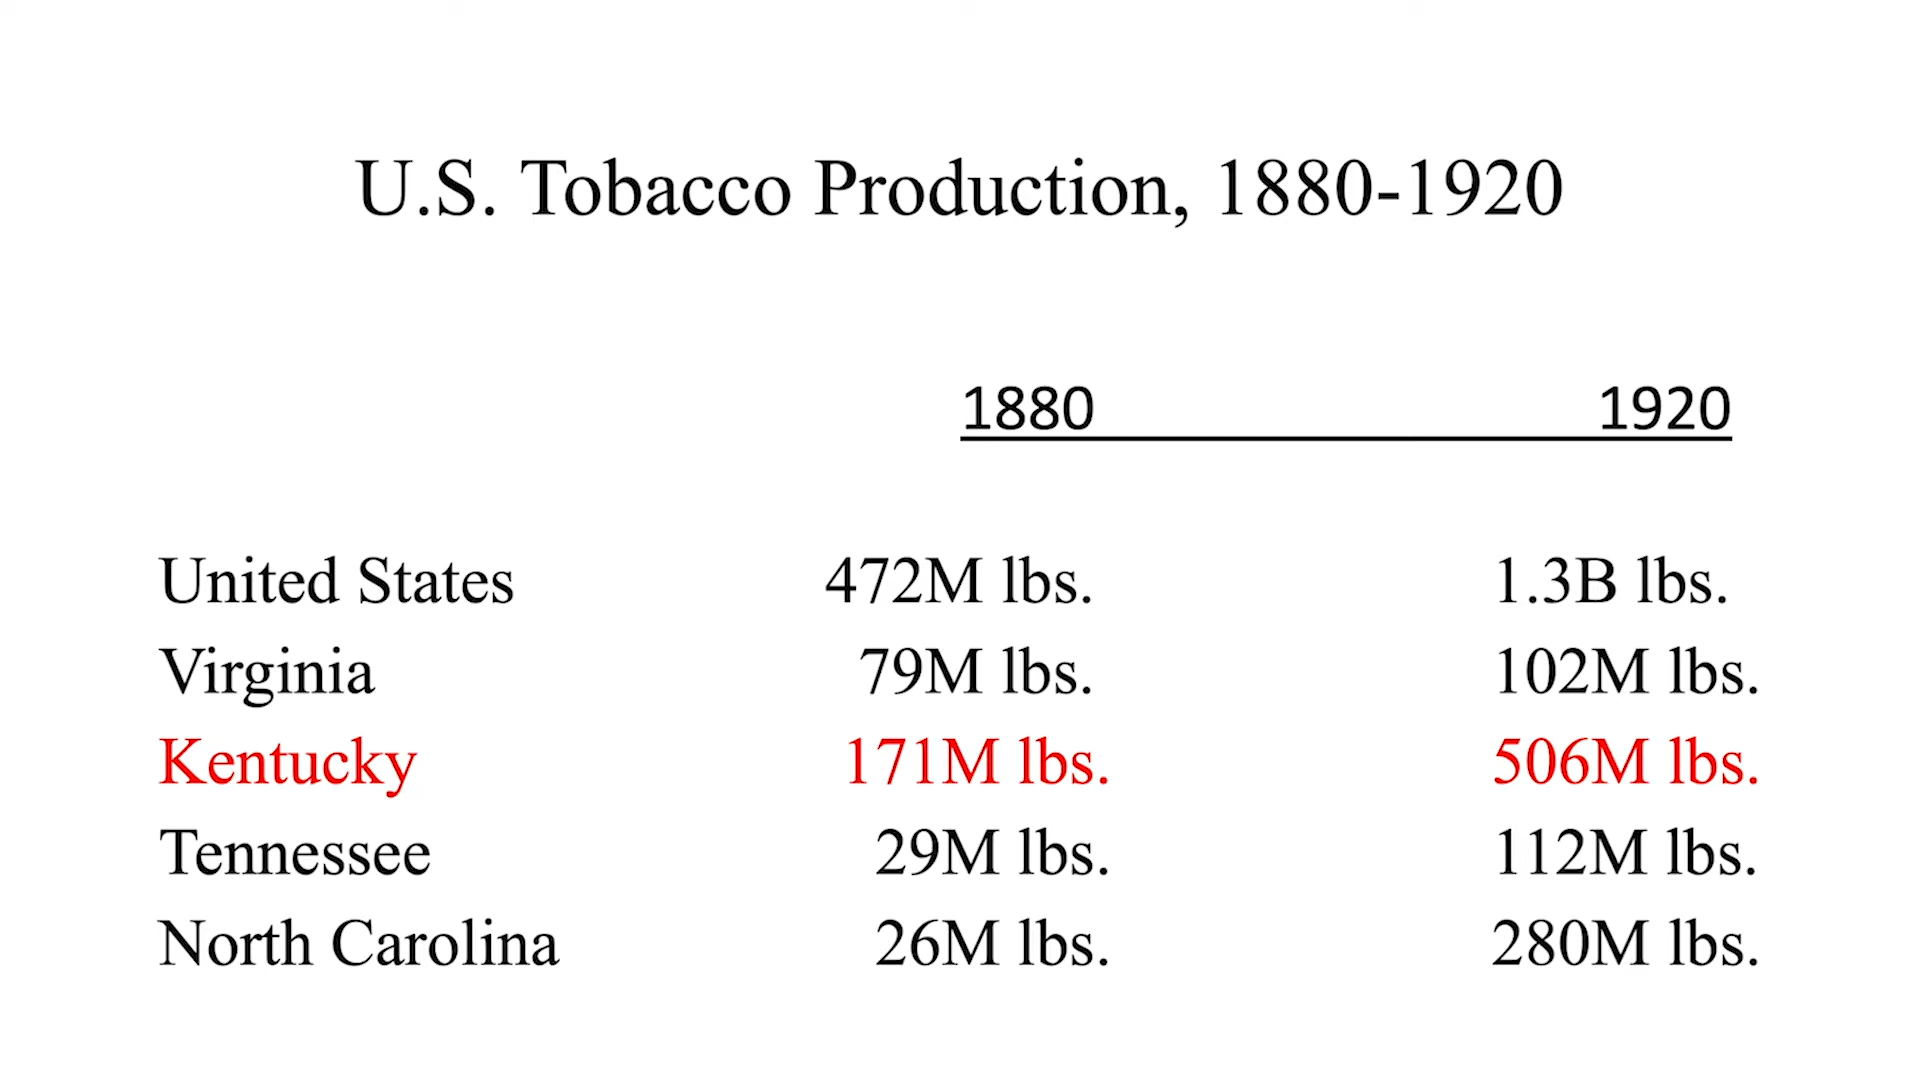 U.S. Tobacco Production, 1880-1920
1880 1920
United States 472M lbs. 1.3B lbs.
Virginia 79M lbs. 102M lbs.
Kentucky 171M lbs. 506M lbs.
Tennessee 29M lbs. 112M lbs.
North Carolina 26M lbs. 280M lbs.